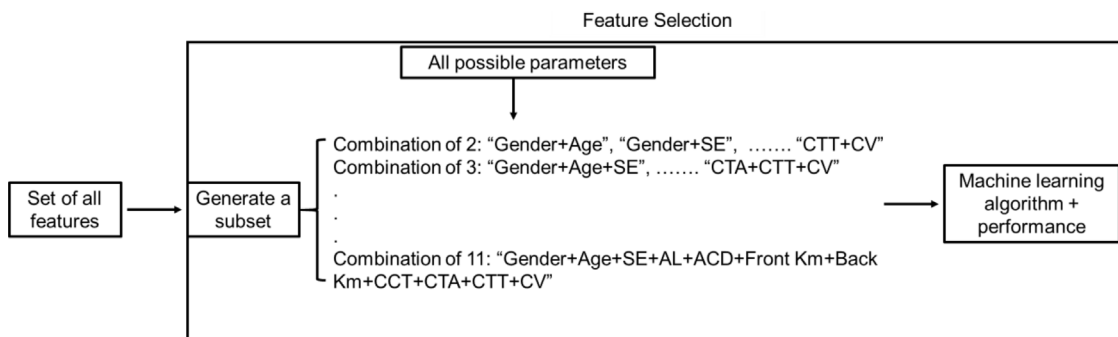 Feature Selection
All possible parameters
Combination of 2: “Gender+Age”, “Gender+SE”, ……. “CTT+CV”
Combination of 3: “Gender+Age+SE”, ……. “CTA+CTT+CV”
.
.
.
Combination of 11: “Gender+Age+SE+AL+ACD+Front Km+Back
Km+CCT+CTA+CTT+CV”
Set of all
features
Generate a
subset
Machine learning
algorithm +
performance